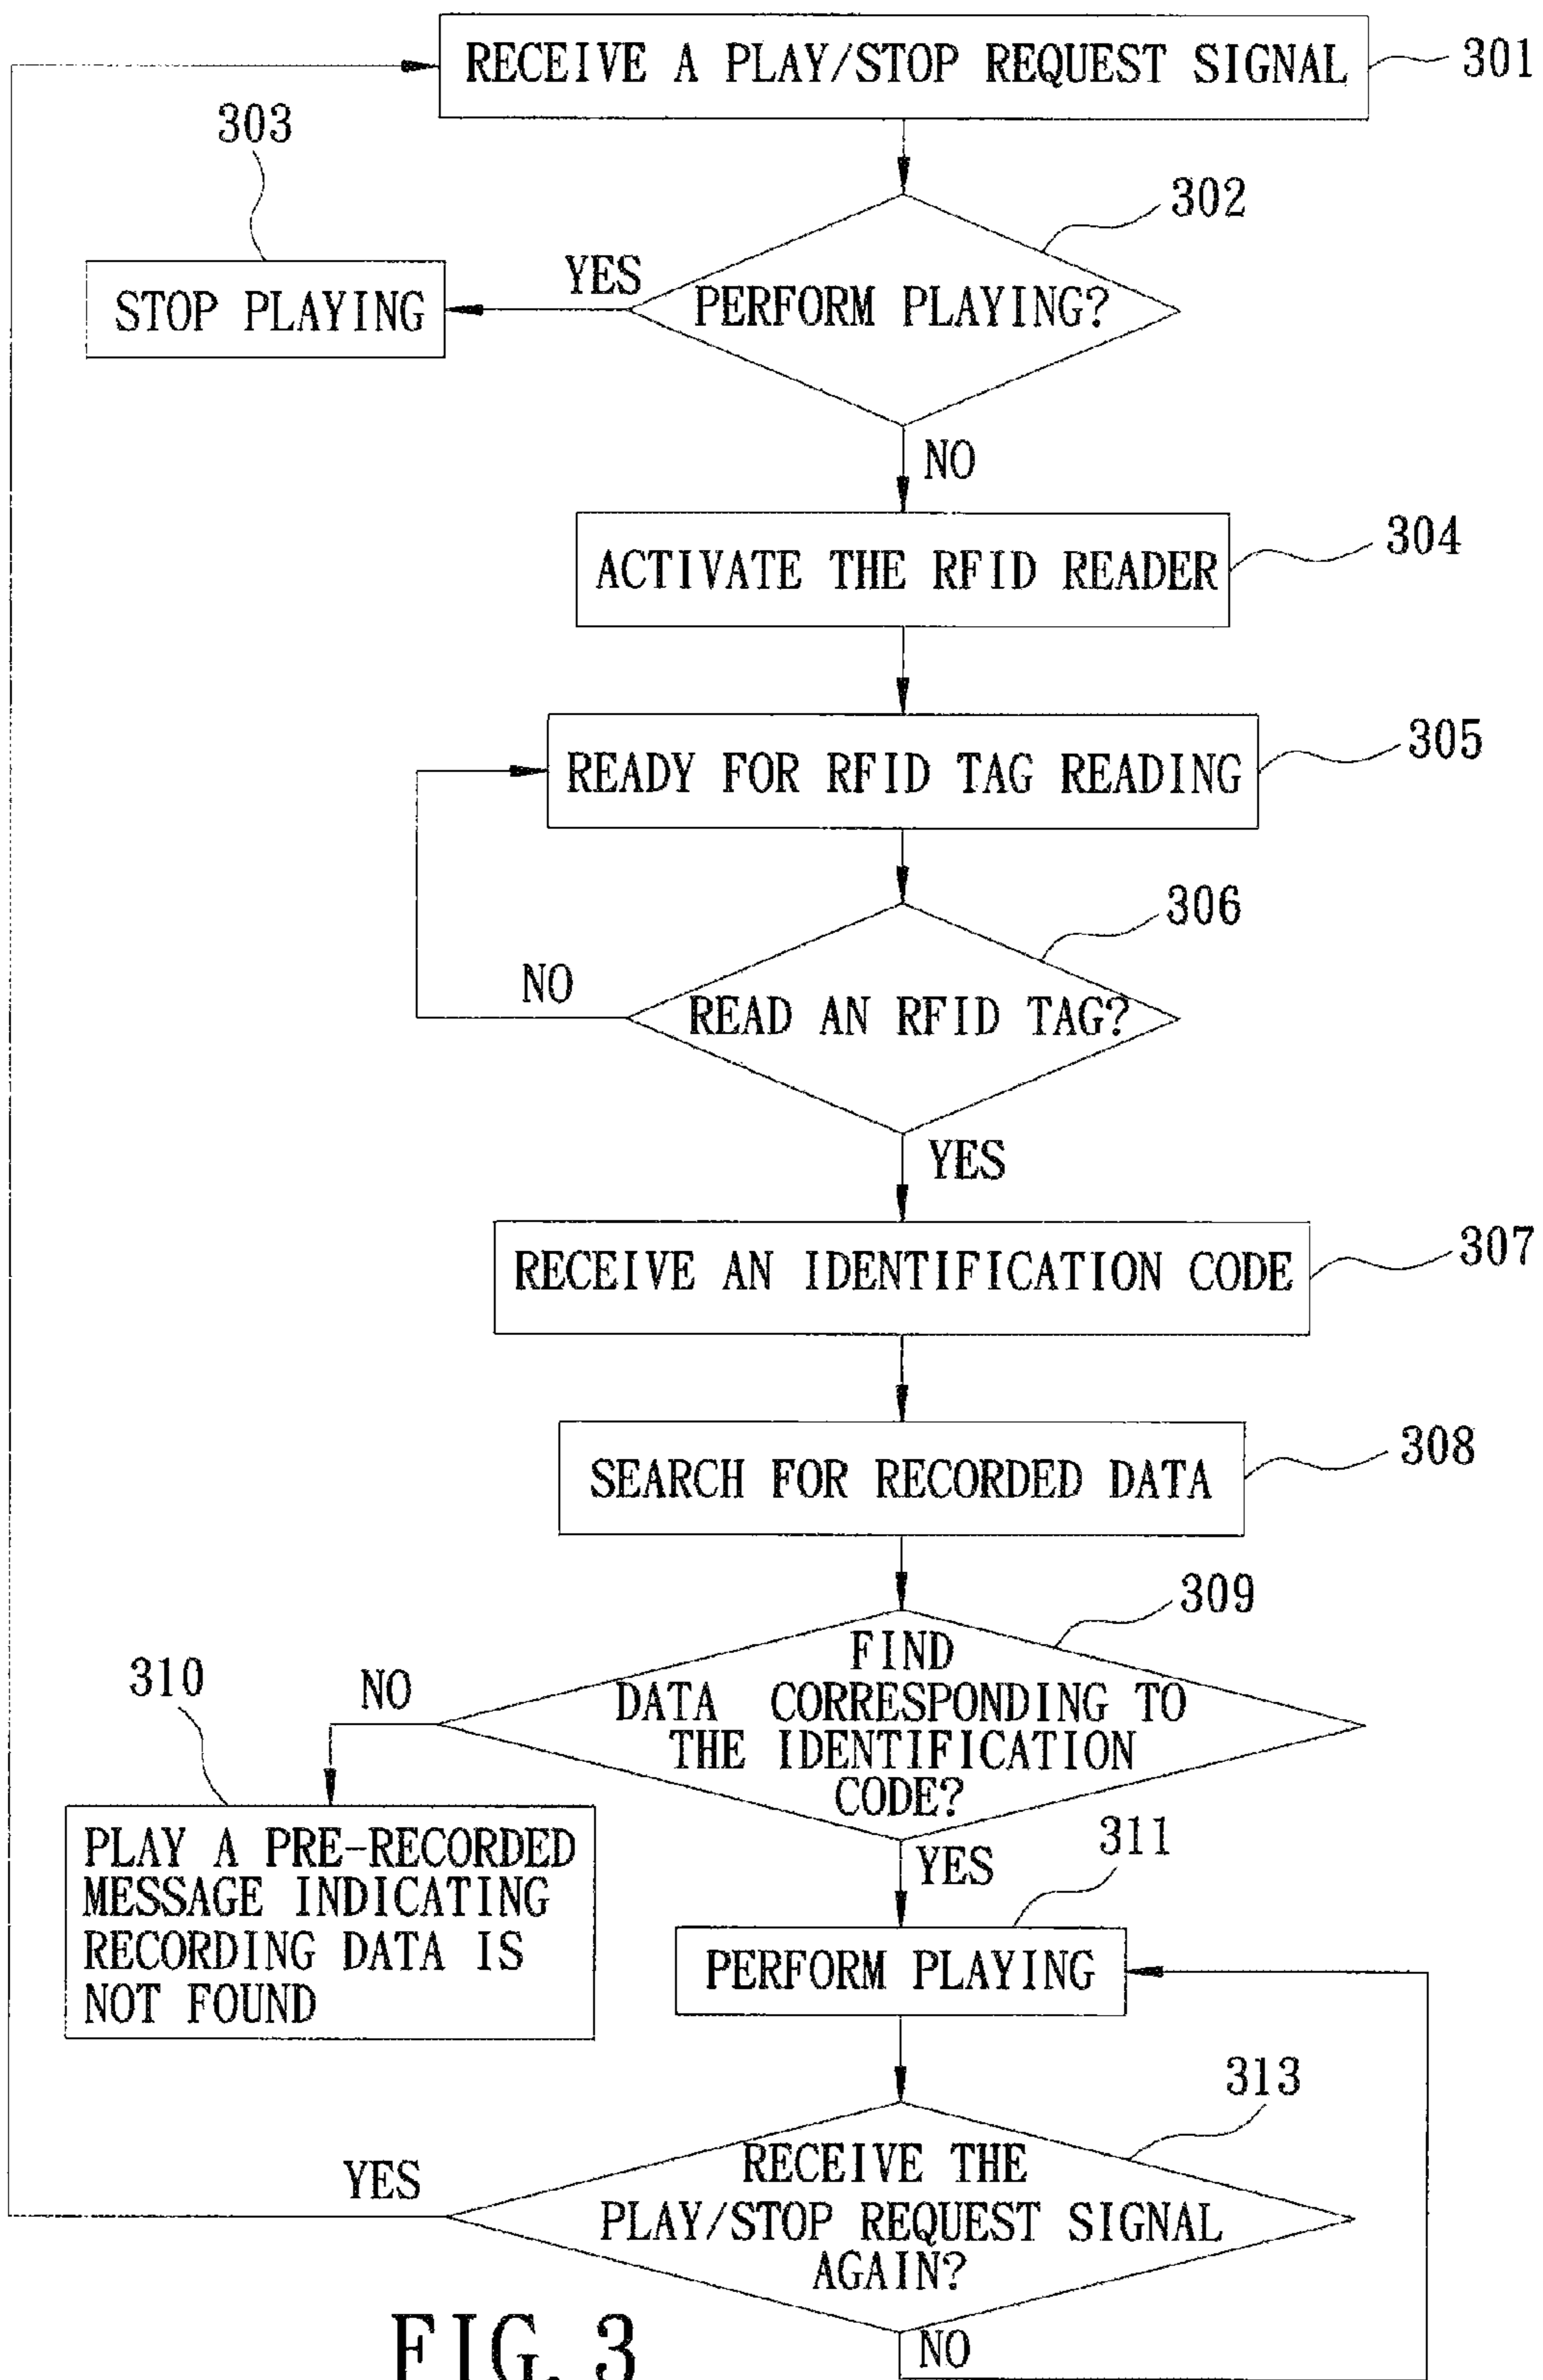 RECEIVE A PLAY/STOP REQUEST SIGNAL
301
303
302
YES
STOP PLAYING
PERFORM PLAYING?
NO
ACTIVATE THE RFID READER
304
READY FOR RFID TAG READING
305
306
NO
READ AN RFID TAG?
YES
RECEIVE AN IDENTIFICATION CODE
307
SEARCH FOR RECORDED DATA
308
309
FIND
DATA CORRESPONDING TO
THE IDENTIFICATION
CODE?
310
NO
YES
311
PLAY A PRE-RECORDED
MESSAGE INDICATING
RECORDING DATA IS
NOT FOUND
PERFORM PLAYING
313
YES
RECEIVE THE
PLAY/STOP REQUEST SIGNAL
AGAIN?
NO
FIG. 3